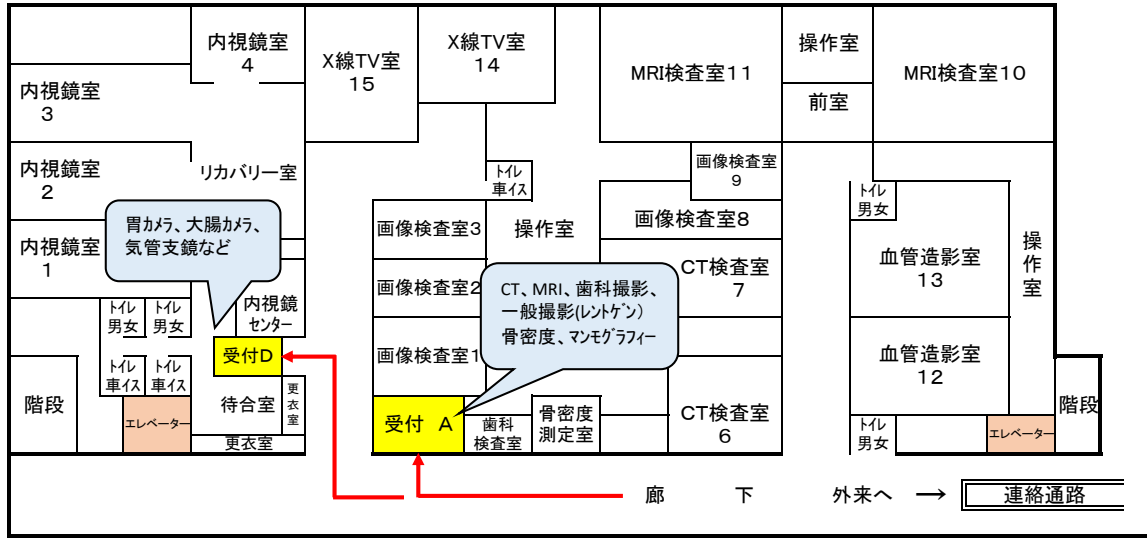 内視鏡室
4
X線TV室
15
X線TV室
14
MRI検査室11
操作室
前室
MRI検査室10
内視鏡室
3
内視鏡室
2
リカバリー室
トイレ
車イス
画像検査室
9
トイレ
男女
胃カメラ、大腸カメラ、
気管支鏡など
内視鏡室
1
画像検査室3
操作室
画像検査室8
血管造影室
13
操
作
室
画像検査室2
CT、MRI、歯科撮影、
一般撮影(レントゲン)
骨密度、マンモグラフィー
CT検査室
7
トイレ
男女
トイレ
男女
内視鏡
センター
受付D
画像検査室1
血管造影室
12
トイレ
車イス
トイレ
車イス
階段
エレベーター
待合室
更
衣
室
更衣室
受付 A
歯科
検査室
骨密度
測定室
CT検査室
6
トイレ
男女
エレベーター
階段
廊 下
外来へ →
連絡通路